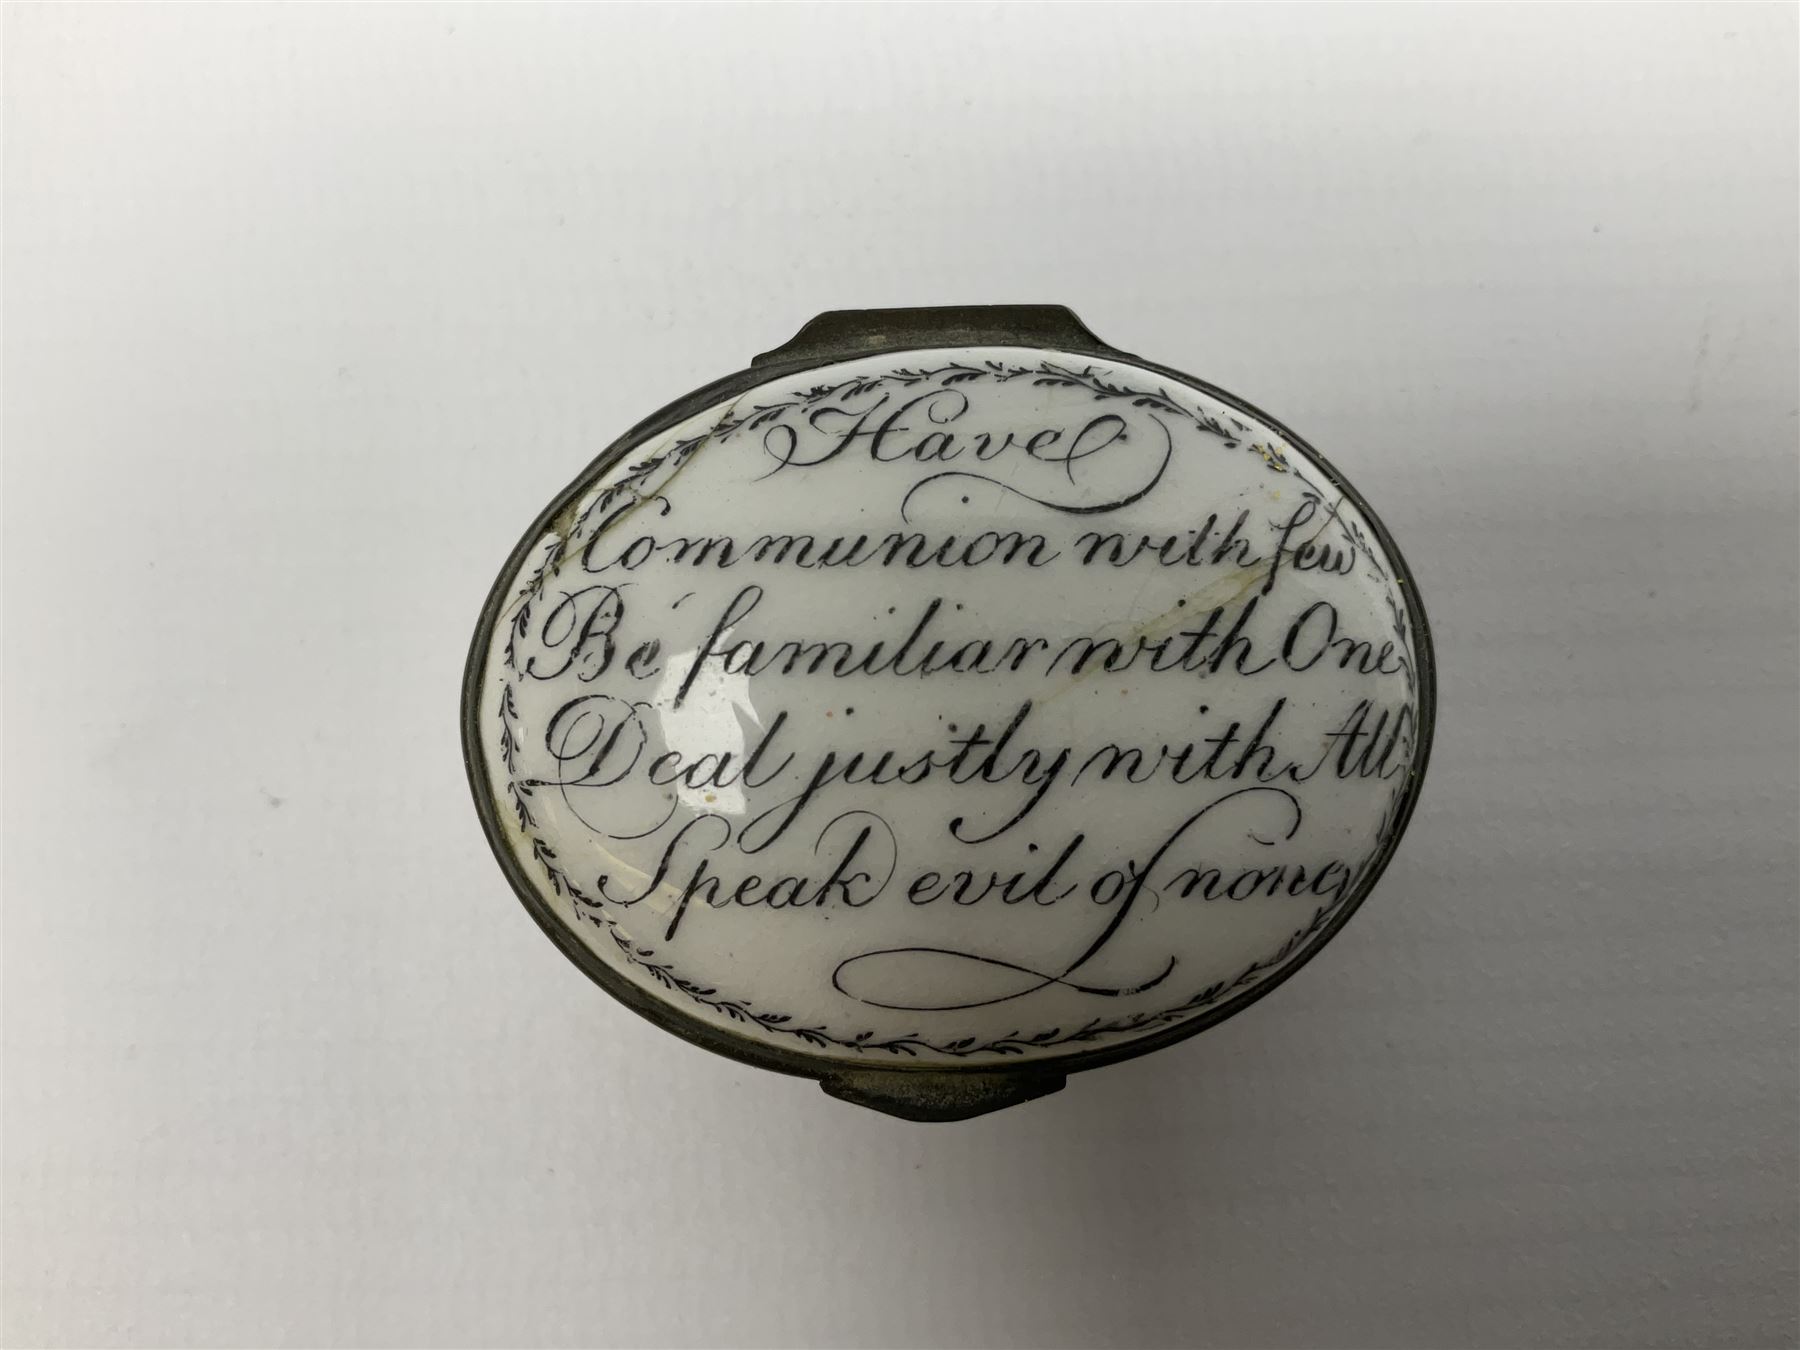 Have
Communion with few
Be familiar with One
Deal justly with All
Speak evil of none